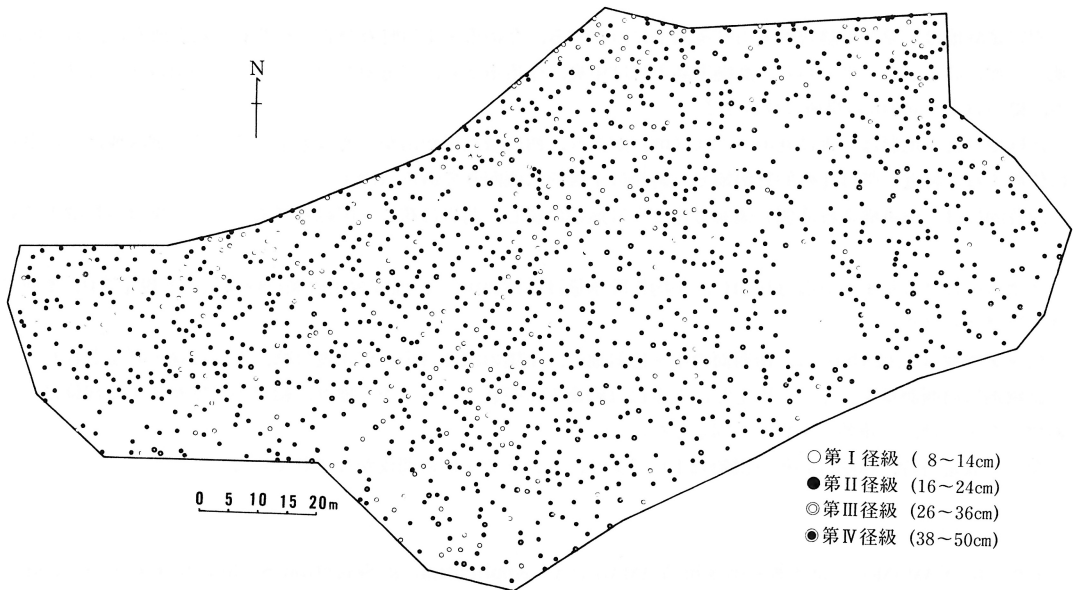 N
0 5 10 15 20m
○第Ⅰ径級 ( 8~14cm)
●第Ⅱ径級 (16~24cm)
◎第Ⅲ径級 (26~36cm)
◉第Ⅳ径級 (38~50cm)